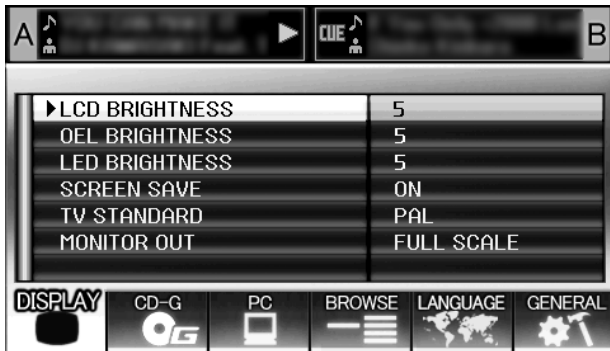 A
CUE
B
LCD BRIGHTNESS 5
OEL BRIGHTNESS 5
LED BRIGHTNESS 5
SCREEN SAVE ON
TV STANDARD PAL
MONITOR OUT FULL SCALE
DISPLAY CD-G PC BROWSE LANGUAGE GENERAL
G